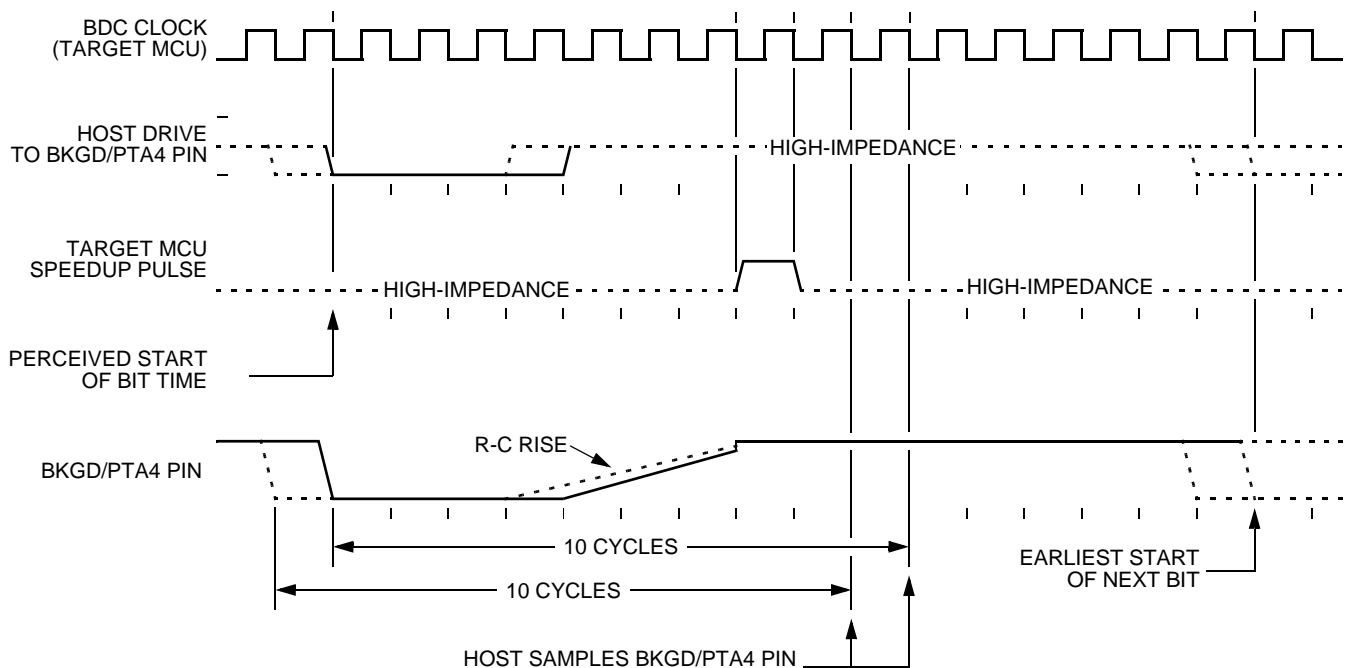 BDC CLOCK
(TARGET MCU)
HOST DRIVE
TO BKGD/PTA4 PIN
HIGH-IMPEDANCE
TARGET MCU
SPEEDUP PULSE
HIGH-IMPEDANCE
HIGH-IMPEDANCE
PERCEIVED START
OF BIT TIME
R-C RISE
BKGD/PTA4 PIN
10 CYCLES
EARLIEST START
OF NEXT BIT
10 CYCLES
HOST SAMPLES BKGD/PTA4 PIN